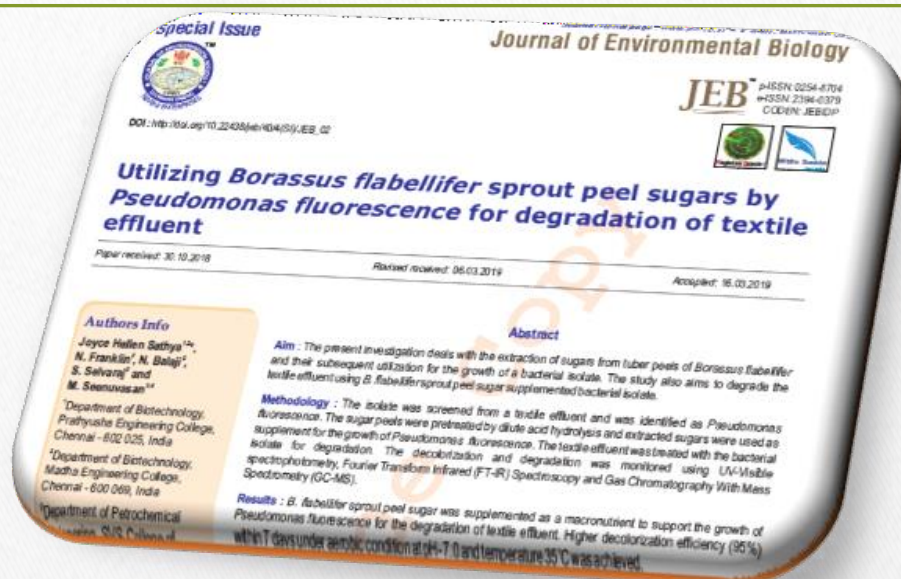 Special Issue
Journal of Environmental Biology
JEB™
p-ISSN: 0254-8704
e-ISSN: 2394-0379
CODEN: JEBIDP
DOI : http://doi.org/10.22438/jeb/40/4(SI)/JEB_02
Utilizing Borassus flabellifer sprout peel sugars by
Pseudomonas fluorescence for degradation of textile
effluent
Paper received: 30.10.2018
Revised received: 06.03.2019
Accepted: 16.03.2019
Authors Info
Joyce Hellen Sathya
N. Franklin, N. Balaji
S. Selvaraj and
M. Seenuvasan
Department of Biotechnology,
Prathyusha Engineering College,
Chennai - 602 025, India
Department of Biotechnology,
Madha Engineering College,
Chennai - 600 069, India
Department of Petrochemical
Engineering, SVS College of
Abstract
Aim : The present investigation deals with the extraction of sugars from tuber peels of Borassus flabellifer
and their subsequent utilization for the growth of a bacterial isolate. The study also aims to degrade the
textile effluent using B. flabellifer sprout peel sugar supplemented bacterial isolate.
Methodology : The isolate was screened from a textile effluent and was identified as Pseudomonas
fluorescence. The sugar peels were pretreated by dilute acid hydrolysis and extracted sugars were used as
supplement for the growth of Pseudomonas fluorescence. The textile effluent was treated with the bacterial
isolate for degradation. The decolorization and degradation was monitored using UV-Visible
spectrophotometry, Fourier Transform Infrared (FT-IR) Spectroscopy and Gas Chromatography With Mass
Spectrometry (GC-MS).
Results : B. flabellifer sprout peel sugar was supplemented as a macronutrient to support the growth of
Pseudomonas fluorescence for the degradation of textile effluent. Higher decolorization efficiency (95%)
within 7 days under aerobic condition at pH- 7.0 and temperature 35°C was achieved.